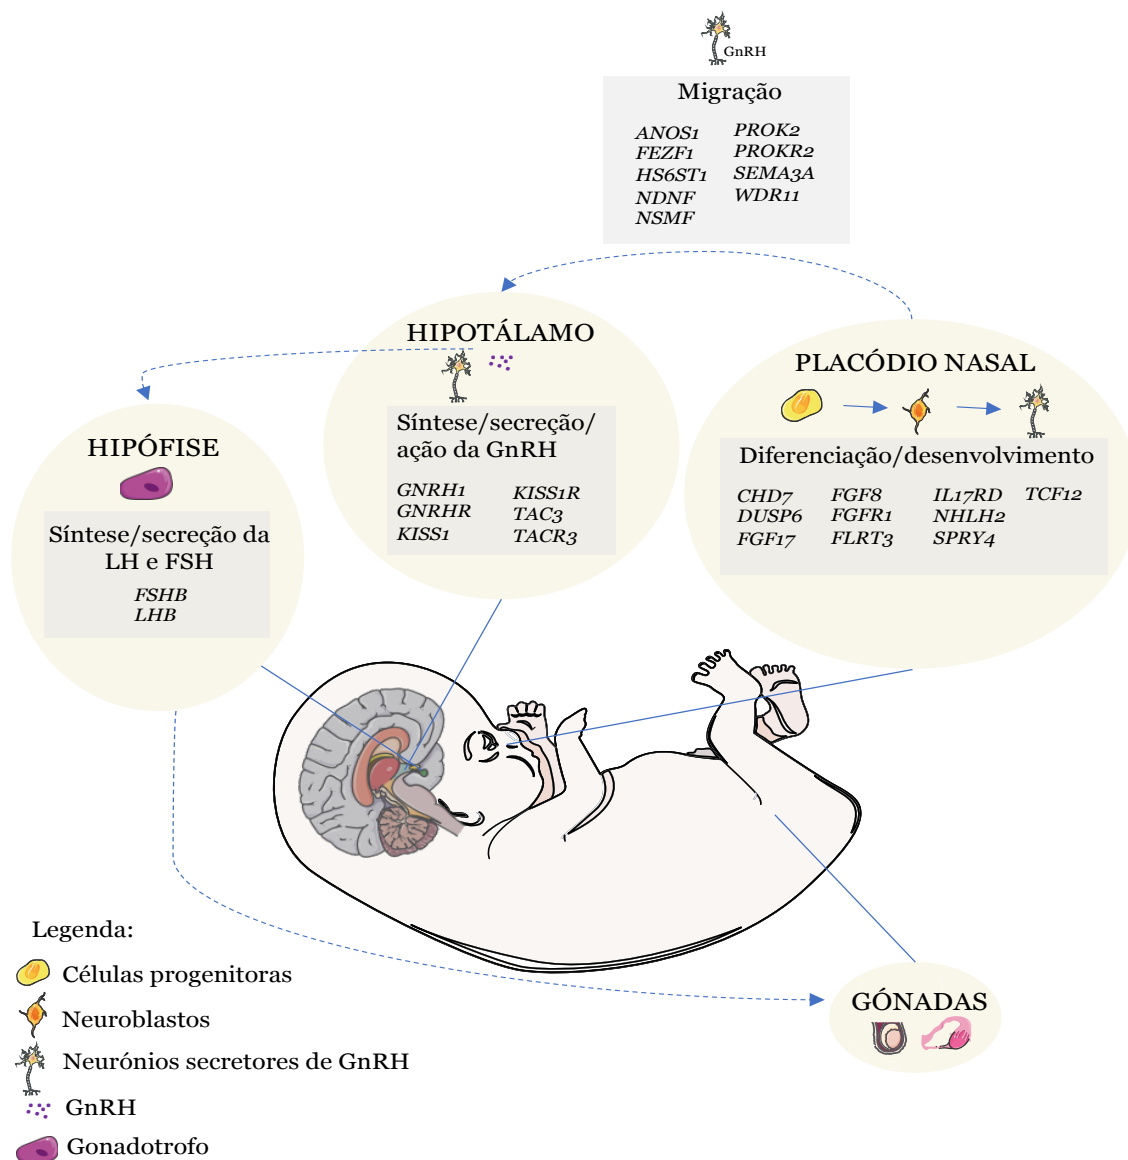 GnRH
Migração
ANOS1 PROK2
FEZF1 PROKR2
HS6ST1 SEMA3A
NDNF WDR11
NSMF
HIPOTÁLAMO
Síntese/secreção/
ação da GnRH
GNRH1 KISS1R
GNRHR TAC3
KISS1 TACR3
PLACÓDIO NASAL
Diferenciação/desenvolvimento
CHD7 FGF8 IL17RD TCF12
DUSP6 FGFR1 NHLH2
FGF17 FLRT3 SPRY4
HIPÓFISE
Síntese/secreção da
LH e FSH
FSHB
LHB
GÓNADAS
Legenda:
Células progenitoras
Neuroblastos
Neurónios secretores de GnRH
GnRH
Gonadotrofo